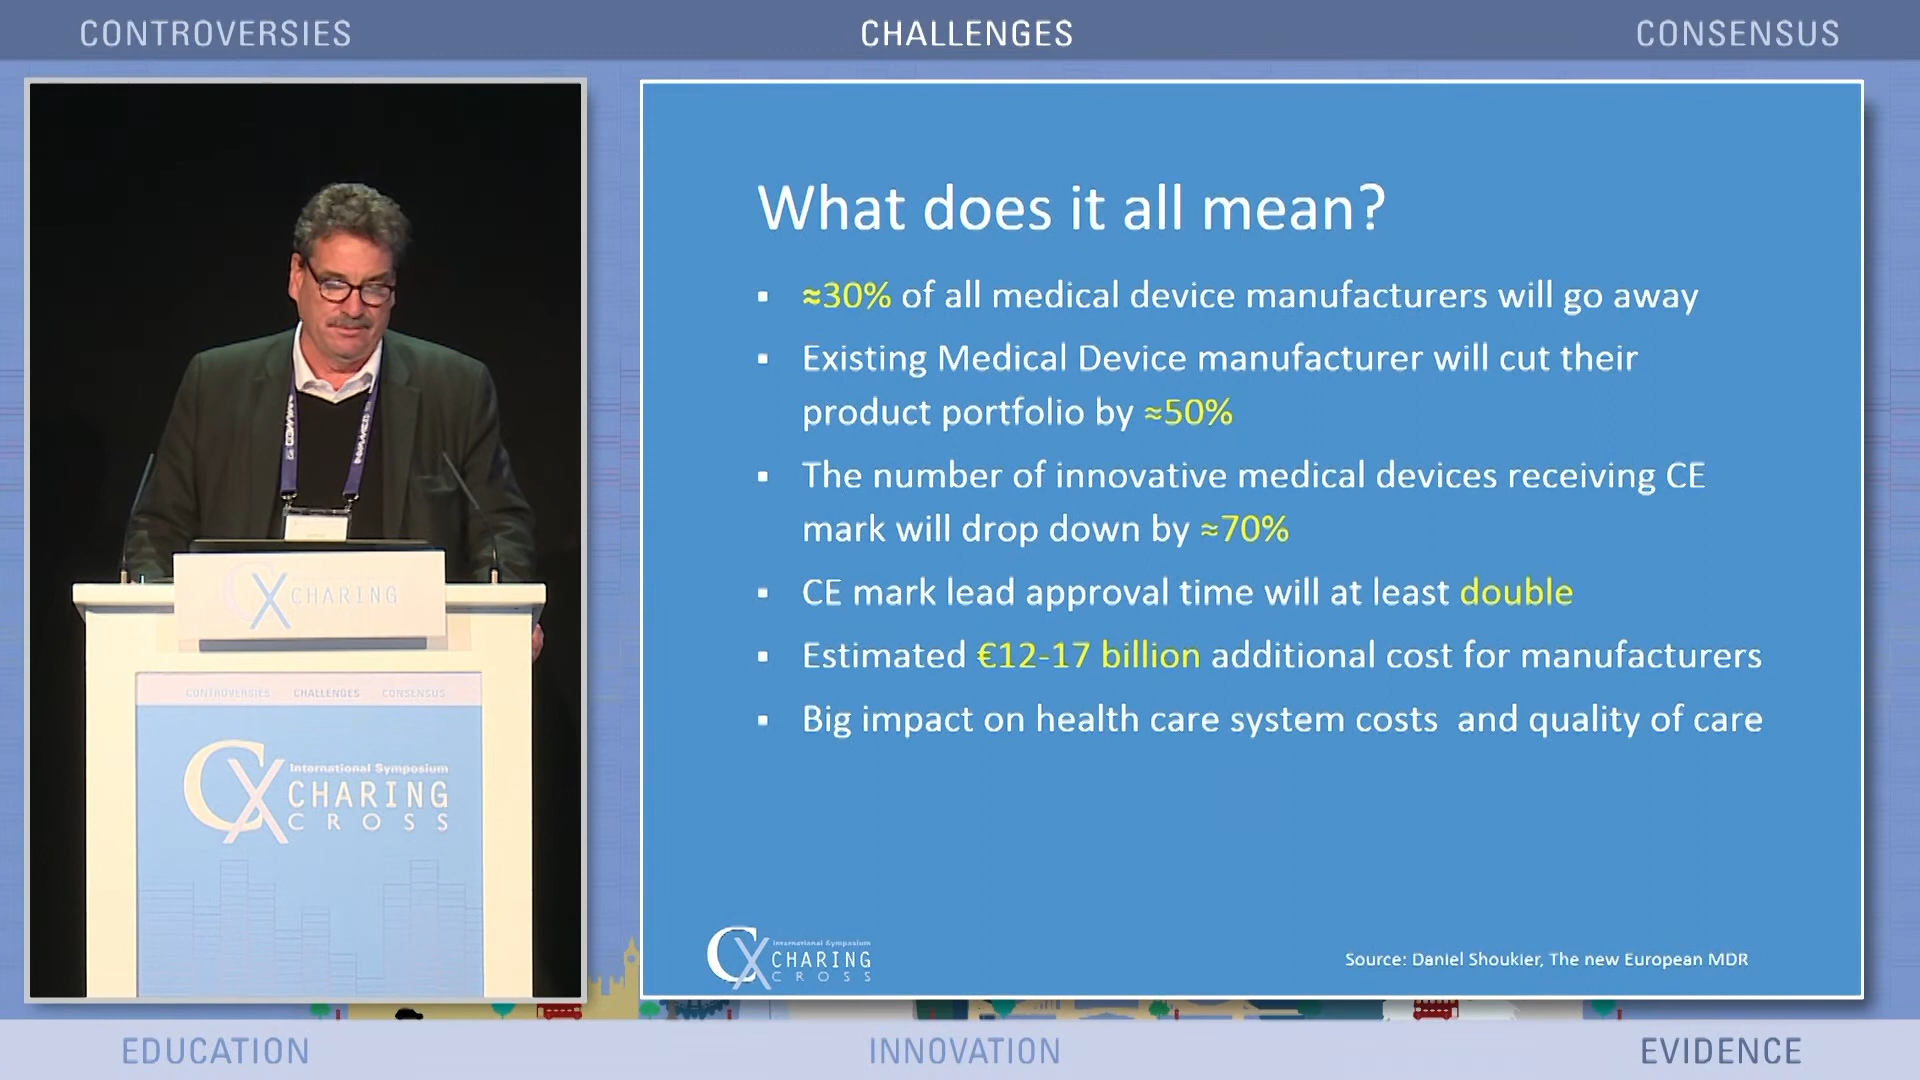 CONTROVERSIES
CHALLENGES
CONSENSUS
CX CHARING
CONTROVERSIES CHALLENGES CONSENSUS
CX International Symposium
CHARING
CROSS
What does it all mean?
▪ ≈30% of all medical device manufacturers will go away
▪ Existing Medical Device manufacturer will cut their
product portfolio by ≈50%
▪ The number of innovative medical devices receiving CE
mark will drop down by ≈70%
▪ CE mark lead approval time will at least double
▪ Estimated €12-17 billion additional cost for manufacturers
▪ Big impact on health care system costs and quality of care
CX International Symposium
CHARING
CROSS
Source: Daniel Shoukier, The new European MDR
EDUCATION
INNOVATION
EVIDENCE